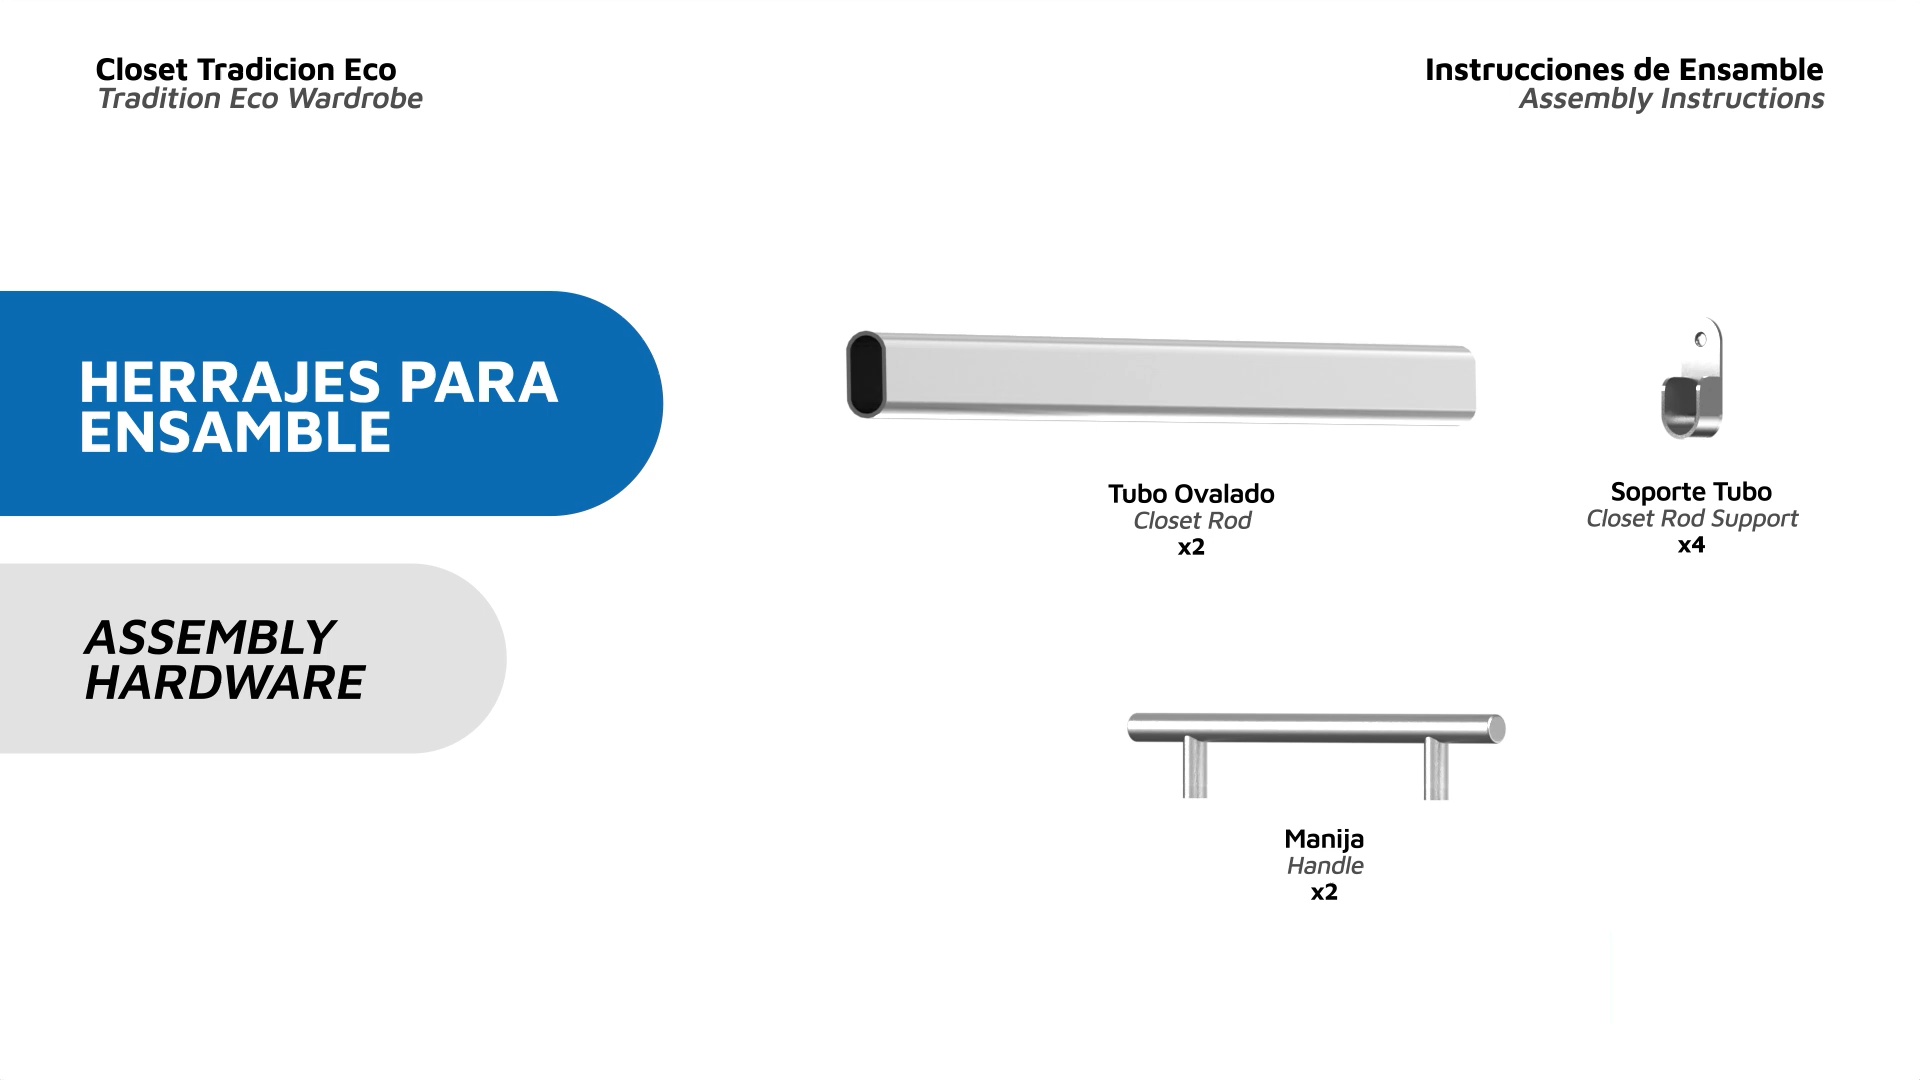 Closet Tradicion Eco
Tradition Eco Wardrobe
Instrucciones de Ensamble
Assembly Instructions
HERRAJES PARA
ENSAMBLE
ASSEMBLY
HARDWARE
Tubo Ovalado
Closet Rod
x2
Soporte Tubo
Closet Rod Support
x4
Manija
Handle
x2